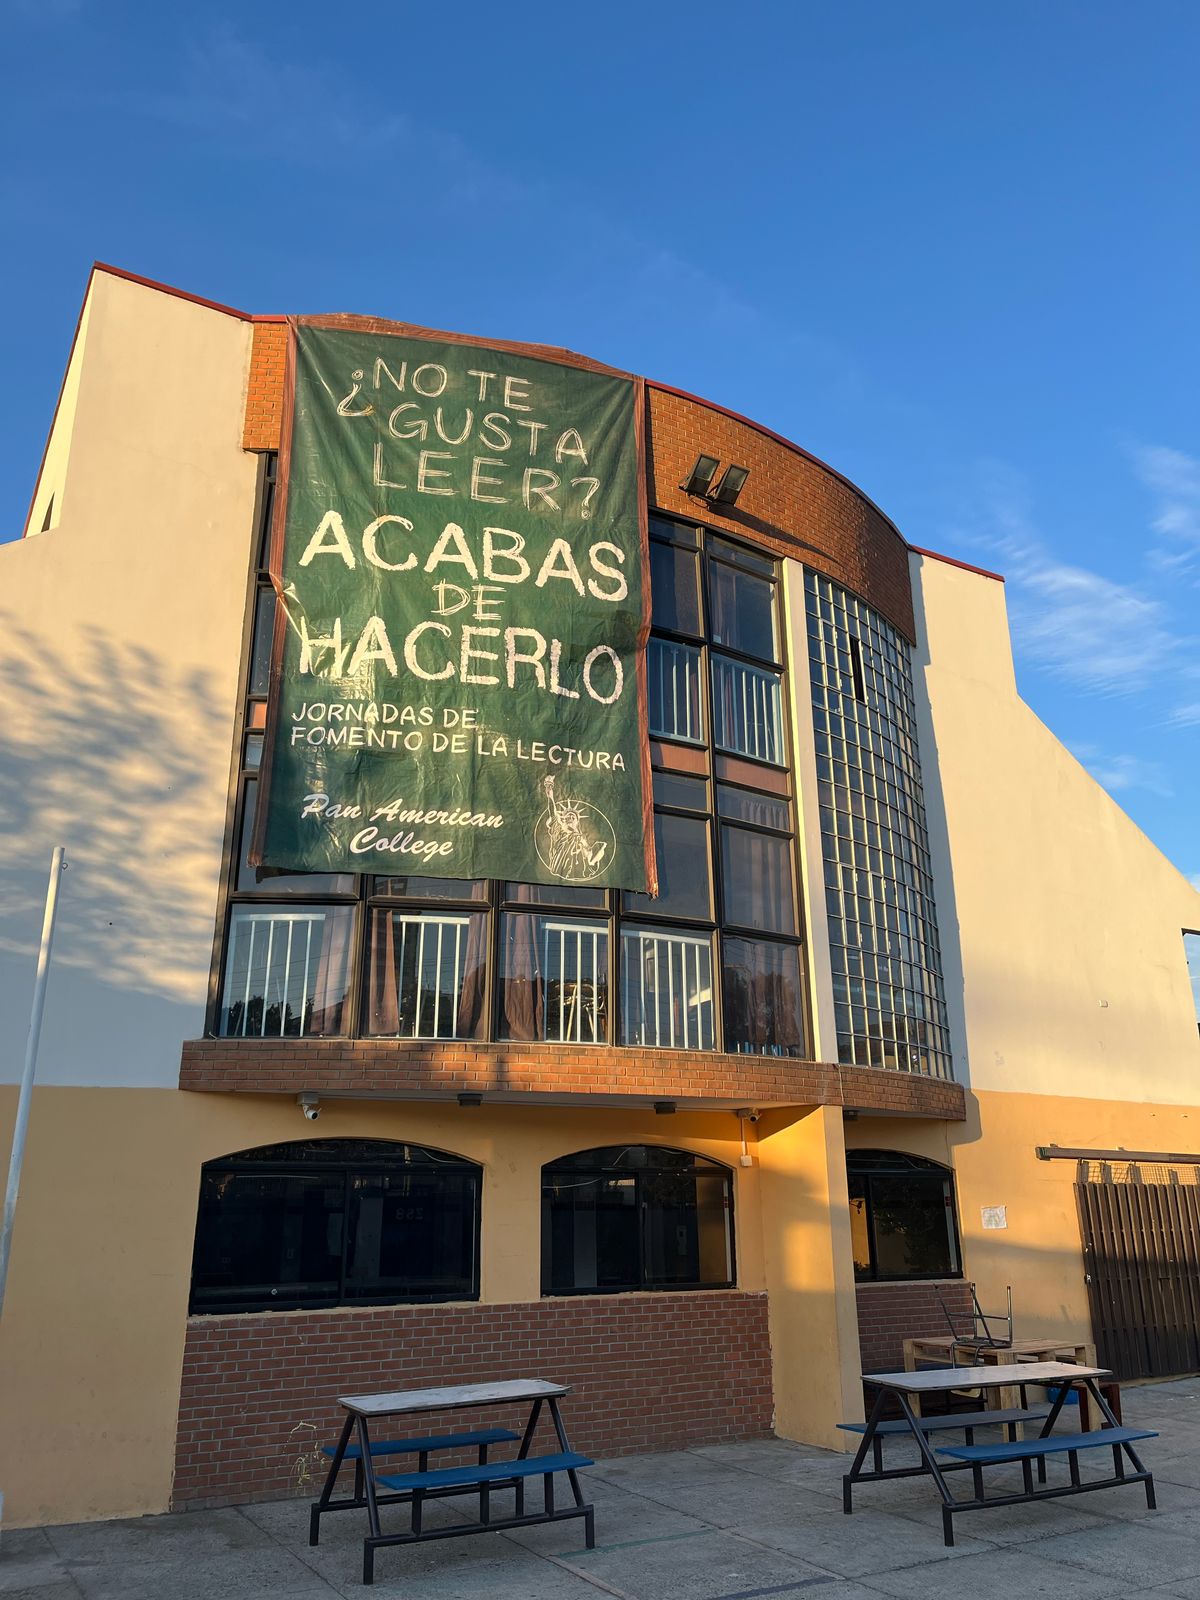 ¿NO TE
GUSTA
LEER?
ACABAS
DE
HACERLO
JORNADAS DE
FOMENTO DE LA LECTURA
Pan American
College